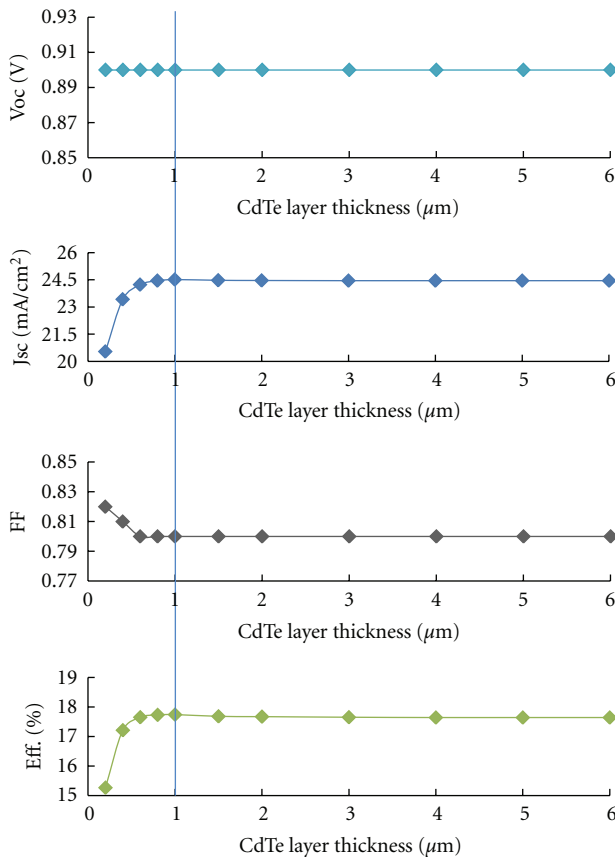 Voc (V)
0.93
0.91
0.89
0.87
0.85
0 1 2 3 4 5 6
CdTe layer thickness (µm)
Jsc (mA/cm²)
26
24.5
23
21.5
20
0 1 2 3 4 5 6
CdTe layer thickness (µm)
FF
0.85
0.83
0.81
0.79
0.77
0 1 2 3 4 5 6
CdTe layer thickness (µm)
Eff. (%)
19
18
17
16
15
0 1 2 3 4 5 6
CdTe layer thickness (µm)